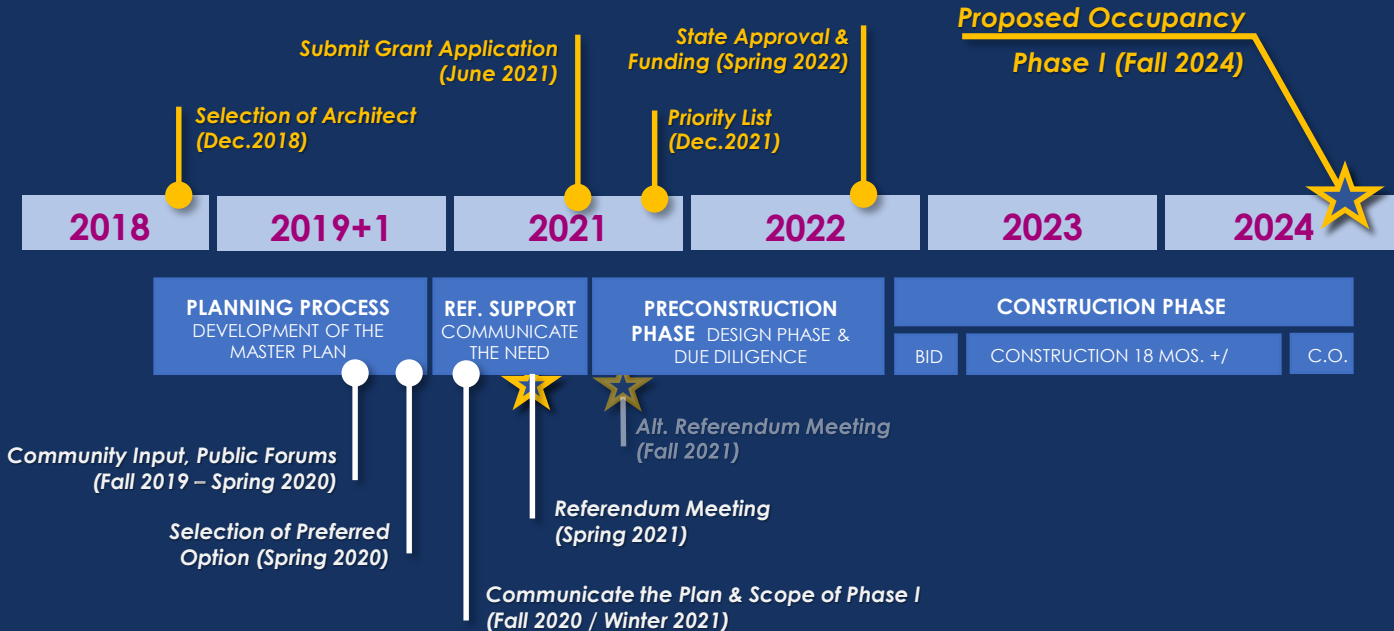 Proposed Occupancy
Phase I (Fall 2024)
Submit Grant Application
(June 2021)
State Approval &
Funding (Spring 2022)
Selection of Architect
(Dec.2018)
Priority List
(Dec.2021)
2018
2019+1
2021
2022
2023
2024
PLANNING PROCESS
DEVELOPMENT OF THE
MASTER PLAN
REF. SUPPORT
COMMUNICATE
THE NEED
PRECONSTRUCTION
PHASE DESIGN PHASE &
DUE DILIGENCE
CONSTRUCTION PHASE
BID
CONSTRUCTION 18 MOS. +/
C.O.
Alt. Referendum Meeting
(Fall 2021)
Community Input, Public Forums
(Fall 2019 – Spring 2020)
Referendum Meeting
(Spring 2021)
Selection of Preferred
Option (Spring 2020)
Communicate the Plan & Scope of Phase I
(Fall 2020 / Winter 2021)